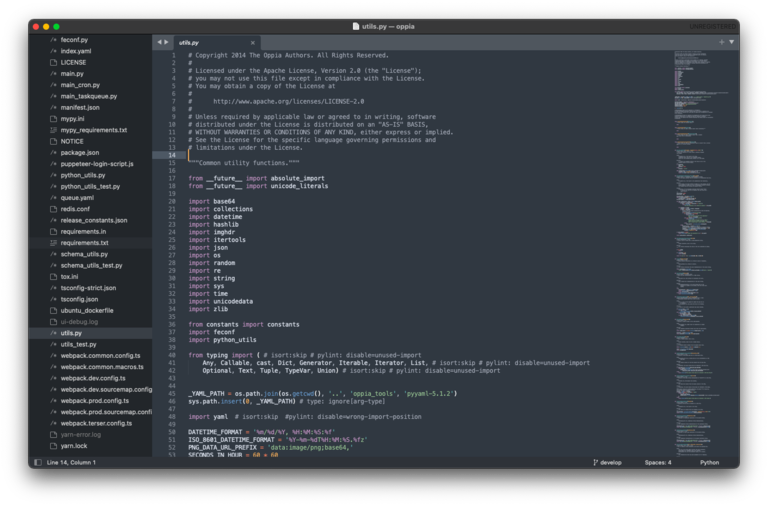 utils.py — oppia
UNREGISTERED
feconf.py
index.yaml
LICENSE
main.py
main_cron.py
main_taskqueue.py
manifest.json
mypy.ini
mypy_requirements.txt
NOTICE
package.json
puppeteer-login-script.js
python_utils.py
python_utils_test.py
queue.yaml
redis.conf
release_constants.json
requirements.in
requirements.txt
schema_utils.py
schema_utils_test.py
tox.ini
tsconfig-strict.json
tsconfig.json
ubuntu_dockerfile
ui-debug.log
utils.py
utils_test.py
webpack.common.config.ts
webpack.common.macros.ts
webpack.dev.config.ts
webpack.dev.sourcemap.config
webpack.prod.config.ts
webpack.prod.sourcemap.config
webpack.terser.config.ts
yarn-error.log
yarn.lock
utils.py
1 # Copyright 2014 The Oppia Authors. All Rights Reserved.
2 #
3 # Licensed under the Apache License, Version 2.0 (the "License");
4 # you may not use this file except in compliance with the License.
5 # You may obtain a copy of the License at
6 #
7 #      http://www.apache.org/licenses/LICENSE-2.0
8 #
9 # Unless required by applicable law or agreed to in writing, software
10 # distributed under the License is distributed on an "AS-IS" BASIS,
11 # WITHOUT WARRANTIES OR CONDITIONS OF ANY KIND, either express or implied.
12 # See the License for the specific language governing permissions and
13 # limitations under the License.
14
15 """Common utility functions."""
16
17 from __future__ import absolute_import
18 from __future__ import unicode_literals
19
20 import base64
21 import collections
22 import datetime
23 import hashlib
24 import imghdr
25 import itertools
26 import json
27 import os
28 import random
29 import re
30 import string
31 import sys
32 import time
33 import unicodedata
34 import zlib
35
36 from constants import constants
37 import feconf
38 import python_utils
39
40 from typing import ( # isort:skip # pylint: disable=unused-import
41     Any, Callable, cast, Dict, Generator, Iterable, Iterator, List, # isort:skip # pylint: disable=unused-import
42     Optional, Text, Tuple, TypeVar, Union) # isort:skip # pylint: disable=unused-import
43
44
45 _YAML_PATH = os.path.join(os.getcwd(), '..', 'oppia_tools', 'pyyaml-5.1.2')
46 sys.path.insert(0, _YAML_PATH) # type: ignore[arg-type]
47
48 import yaml  # isort:skip  #pylint: disable=wrong-import-position
49
50 DATETIME_FORMAT = '%m/%d/%Y, %H:%M:%S:%f'
51 ISO_8601_DATETIME_FORMAT = '%Y-%m-%dT%H:%M:%S.%fz'
52 PNG_DATA_URL_PREFIX = 'data:image/png;base64,'
53 SECONDS_IN_HOUR = 60 * 60
Line 14, Column 1
develop
Spaces: 4
Python